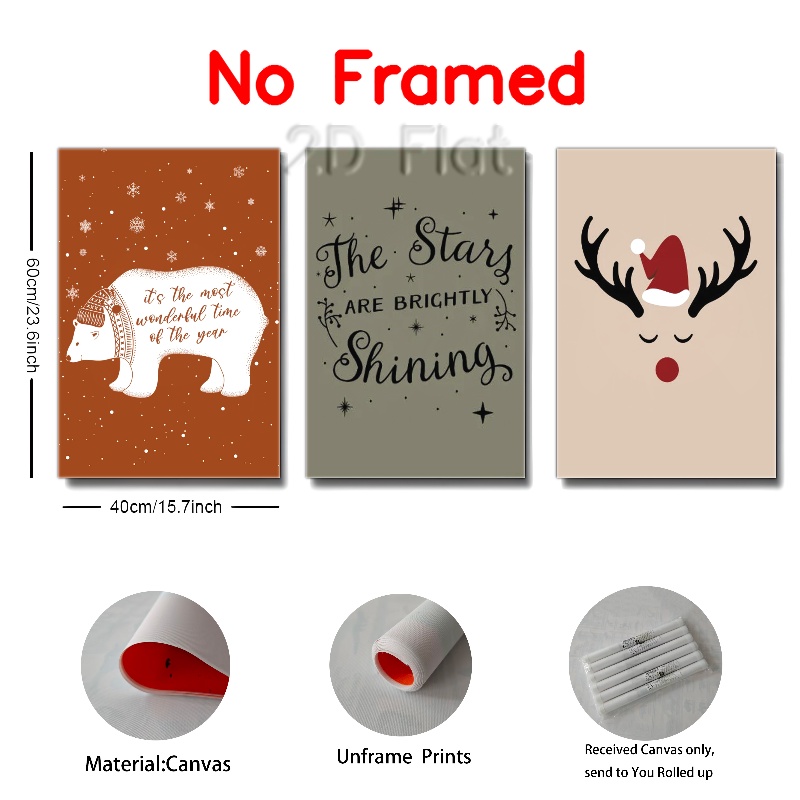 No Framed
2D Flat
it's the most
wonderful time
of the year
The Stars
ARE BRIGHTLY
Shining
60cm/23.6inch
40cm/15.7inch
Material:Canvas
Unframe Prints
Received Canvas only,
send to You Rolled up